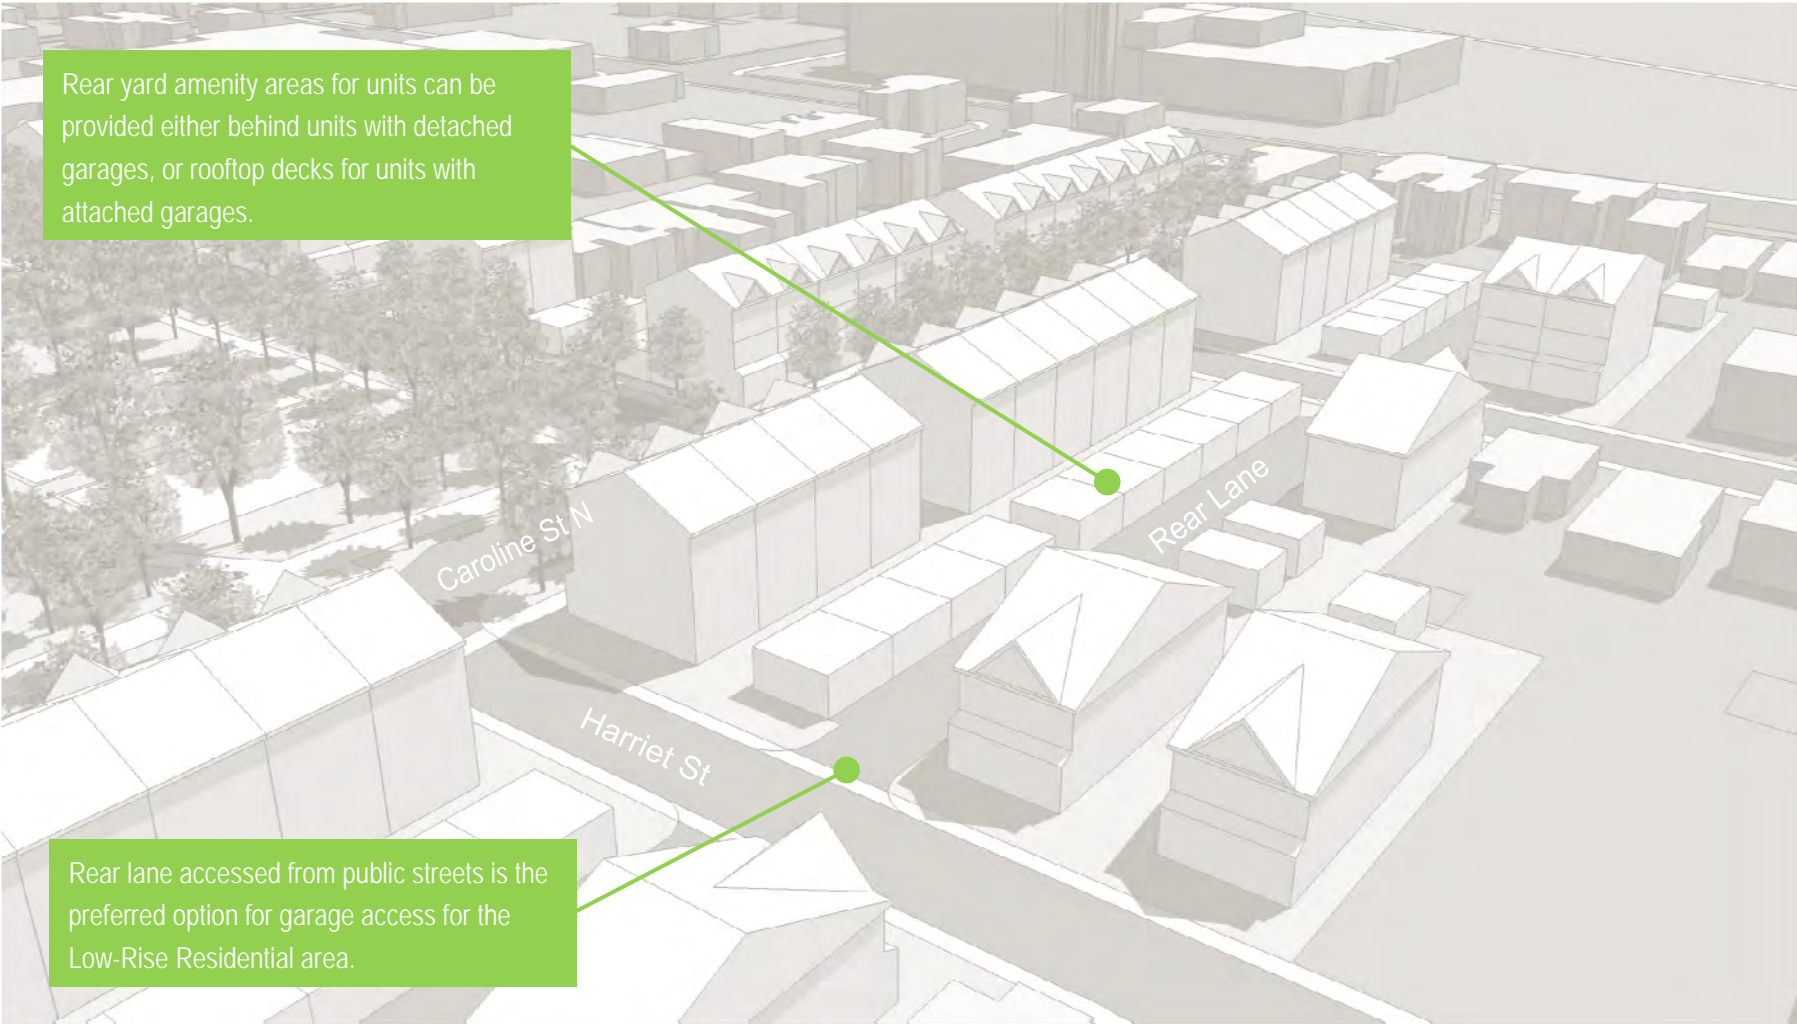 Rear yard amenity areas for units can be
provided either behind units with detached
garages, or rooftop decks for units with
attached garages.
Caroline St N
Rear Lane
Harriet St
Rear lane accessed from public streets is the
preferred option for garage access for the
Low-Rise Residential area.